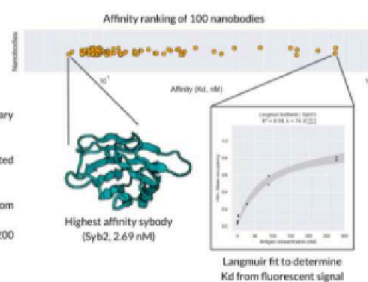 Affinity ranking of 100 nanobodies
Nanobodies
10¹
Affinity (Kd, nM)
ary
ted
om
200
Highest affinity sybody
(Syb2, 2.69 nM)
Antigen concentration (nM)
Langmuir fit to determine
Kd from fluorescent signal